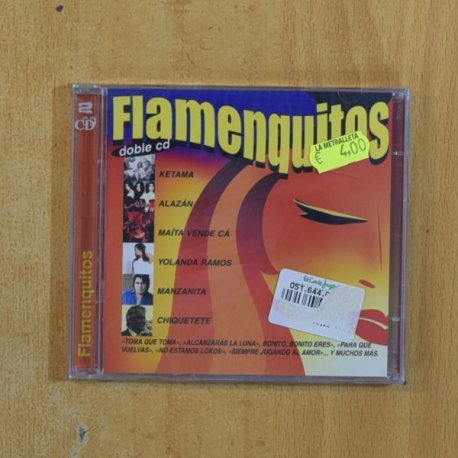 2
CD
Flamenquitos
Flamenquitos
doble cd
LA METRALLETA
€ 4,00
KETAMA
ALAZÁN
MAÍTA VENDE CÁ
YOLANDA RAMOS
MANZANITA
CHIQUETETE
El Corte Inglés
051.644.
«TOMA QUE TOMA», «ALCANZARÁS LA LUNA», BONITO, BONITO ERES», «PARA QUE
VUELVAS», «NO ESTAMOS LOKOS», «SIEMPRE JUGANDO AL AMOR»... Y MUCHOS MÁS.